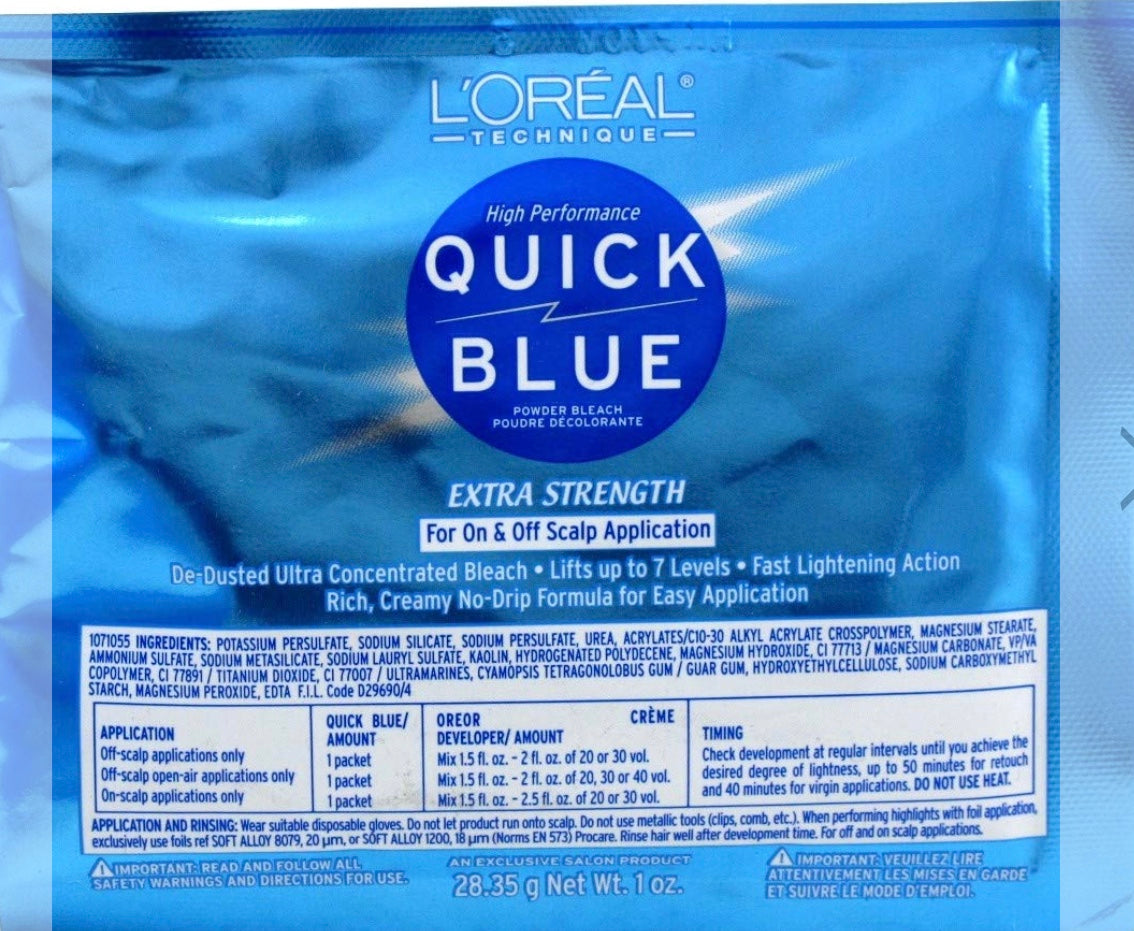 L'ORÉAL®
TECHNIQUE
High Performance
QUICK
BLUE
POWDER BLEACH
POUDRE DÉCOLORANTE
EXTRA STRENGTH
For On & Off Scalp Application
De-Dusted Ultra Concentrated Bleach • Lifts up to 7 Levels • Fast Lightening Action
Rich, Creamy No-Drip Formula for Easy Application
1071055 INGREDIENTS: POTASSIUM PERSULFATE, SODIUM SILICATE, SODIUM PERSULFATE, UREA, ACRYLATES/C10-30 ALKYL ACRYLATE CROSSPOLYMER, MAGNESIUM STEARATE,
AMMONIUM SULFATE, SODIUM METASILICATE, SODIUM LAURYL SULFATE, KAOLIN, HYDROGENATED POLYDECENE, MAGNESIUM HYDROXIDE, CI 77713 / MAGNESIUM CARBONATE, VP/VA
COPOLYMER, CI 77891 / TITANIUM DIOXIDE, CI 77007 / ULTRAMARINES, CYAMOPSIS TETRAGONOLOBUS GUM / GUAR GUM, HYDROXYETHYLCELLULOSE, SODIUM CARBOXYMETHYL
STARCH, MAGNESIUM PEROXIDE, EDTA F.I.L. Code D29690/4
APPLICATION
Off-scalp applications only
Off-scalp open-air applications only
On-scalp applications only
QUICK BLUE/
AMOUNT
1 packet
1 packet
1 packet
OREOR CRÈME
DEVELOPER/ AMOUNT
Mix 1.5 fl. oz. - 2 fl. oz. of 20 or 30 vol.
Mix 1.5 fl. oz. - 2 fl. oz. of 20, 30 or 40 vol.
Mix 1.5 fl. oz. - 2.5 fl. oz. of 20 or 30 vol.
TIMING
Check development at regular intervals until you achieve the
desired degree of lightness, up to 50 minutes for retouch
and 40 minutes for virgin applications. DO NOT USE HEAT.
APPLICATION AND RINSING: Wear suitable disposable gloves. Do not let product run onto scalp. Do not use metallic tools (clips, comb, etc.). When performing highlights with foil application,
exclusively use foils ref SOFT ALLOY 8079, 20 µm, or SOFT ALLOY 1200, 18 µm (Norms EN 573) Procare. Rinse hair well after development time. For off and on scalp applications.
IMPORTANT: READ AND FOLLOW ALL
SAFETY WARNINGS AND DIRECTIONS FOR USE.
AN EXCLUSIVE SALON PRODUCT
28.35 g Net Wt. 1 oz.
IMPORTANT: VEUILLEZ LIRE
ATTENTIVEMENT LES MISES EN GARDE
ET SUIVRE LE MODE D'EMPLOI.